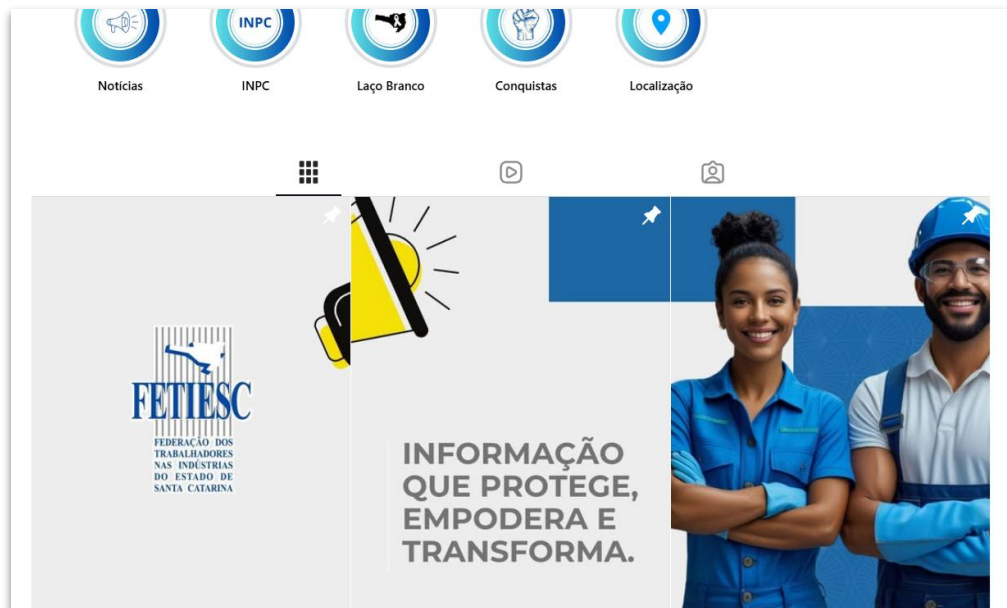 INPC
Notícias
INPC
Laço Branco
Conquistas
Localização
FETIESC
FEDERAÇÃO DOS
TRABALHADORES
NAS INDÚSTRIAS
DO ESTADO DE
SANTA CATARINA
INFORMAÇÃO
QUE PROTEGE,
EMPODERA E
TRANSFORMA.